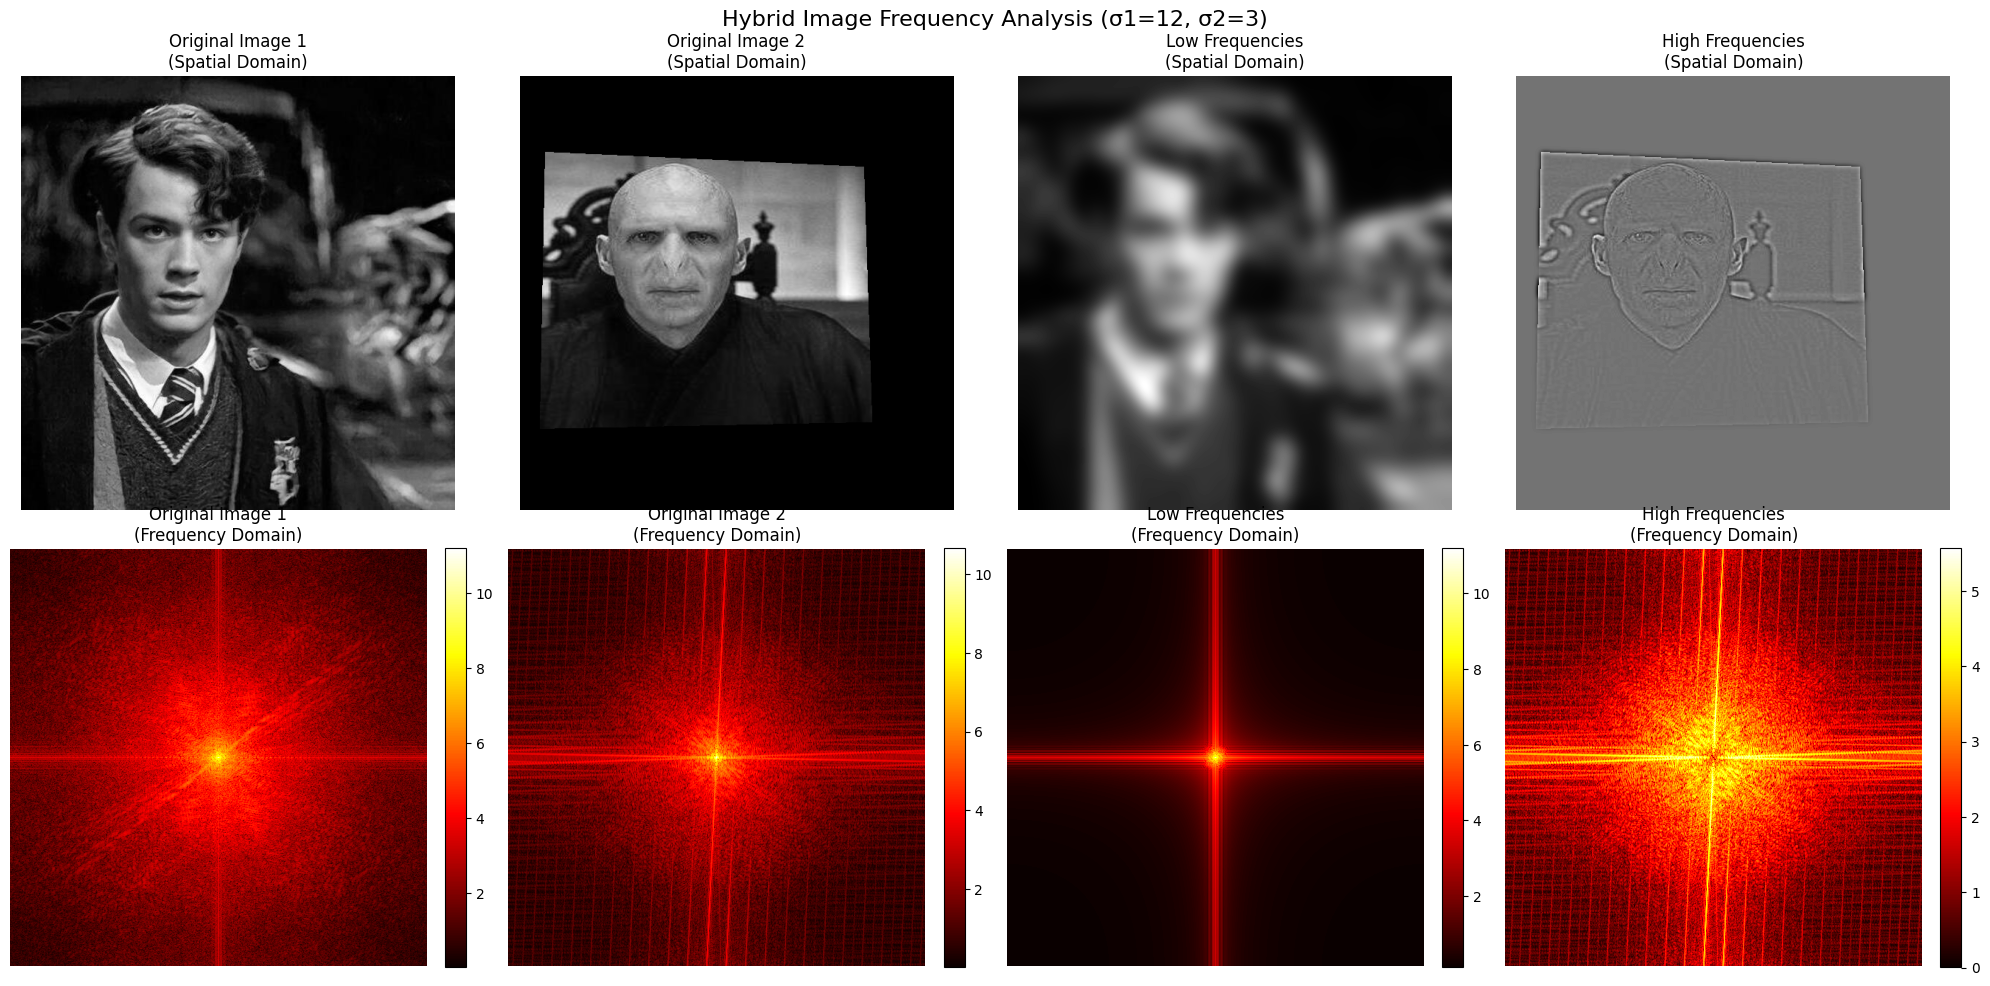 Hybrid Image Frequency Analysis (σ1=12, σ2=3)
Original Image 1
(Spatial Domain)
Original Image 2
(Spatial Domain)
Low Frequencies
(Spatial Domain)
High Frequencies
(Spatial Domain)
Original Image 1
(Frequency Domain)
Original Image 2
(Frequency Domain)
Low Frequencies
(Frequency Domain)
High Frequencies
(Frequency Domain)
10
8
6
4
2
10
8
6
4
2
10
8
6
4
2
5
4
3
2
1
0